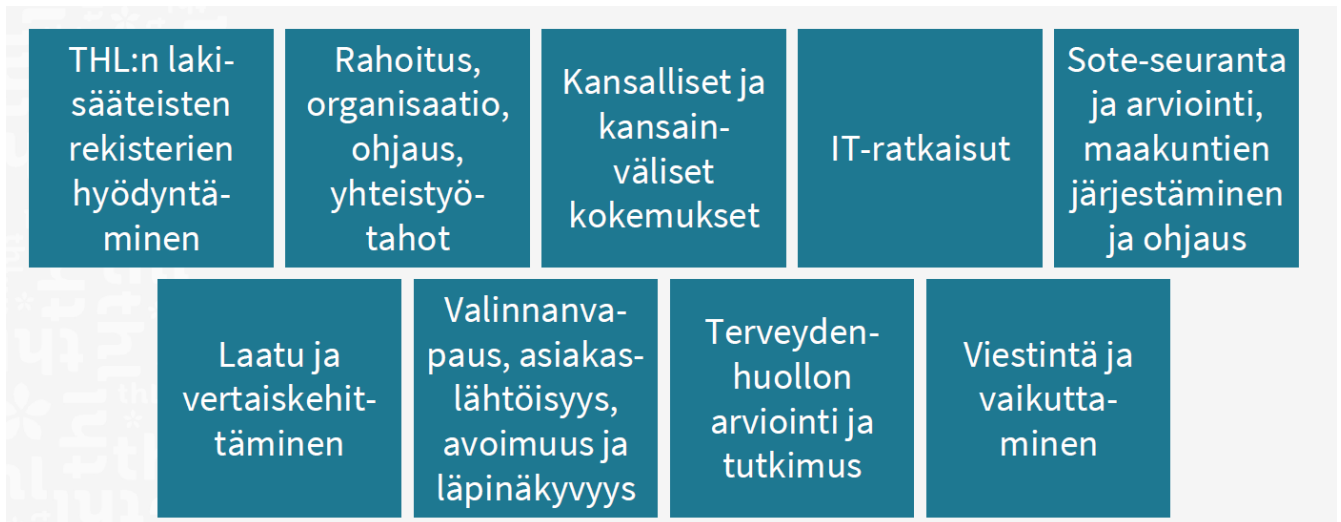 THL:n laki-
sääteisten
rekisterien
hyödyntä-
minen
Rahoitus,
organisaatio,
ohjaus,
yhteistyö-
tahot
Kansalliset ja
kansain-
väliset
kokemukset
IT-ratkaisut
Sote-seuranta
ja arviointi,
maakuntien
järjestäminen
ja ohjaus
Laatu ja
vertaiskehit-
täminen
Valinnanva-
paus, asiakas-
lähtöisyys,
avoimuus ja
läpinäkyvyys
Terveyden-
huollon
arviointi ja
tutkimus
Viestintä ja
vaikutta-
minen